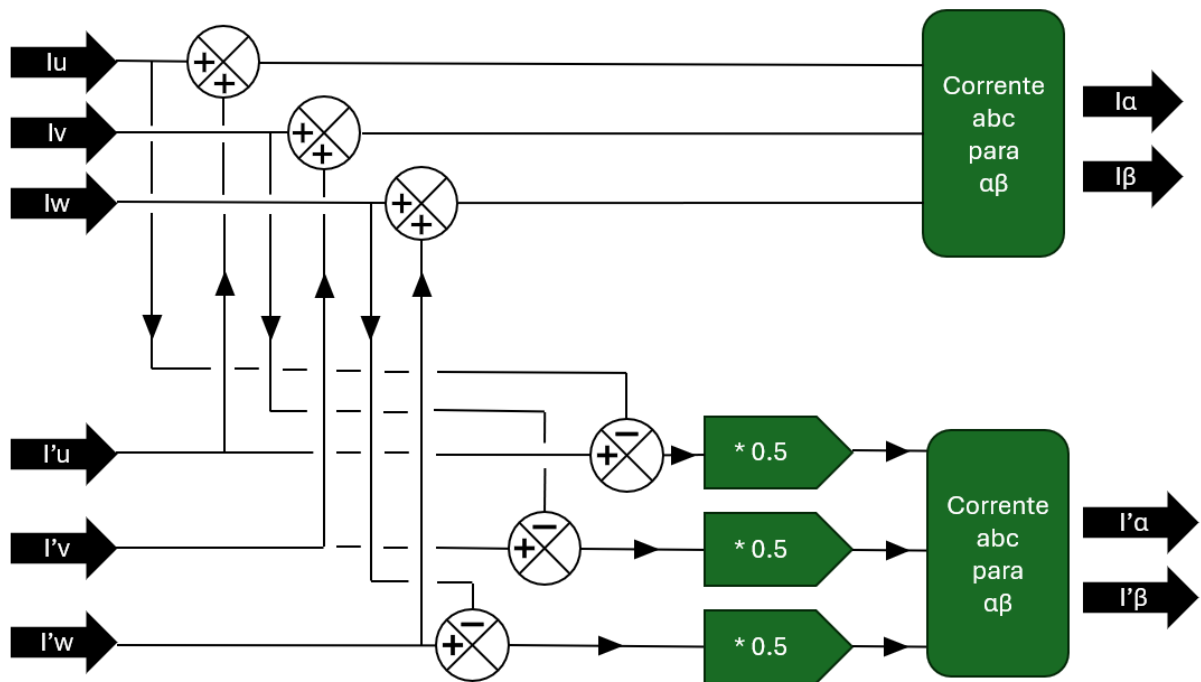 Iu
+
+
Iv
+
+
Iw
+
+
Corrente
abc
para
αβ
Iα
Iβ
I'u
−
+
* 0.5
I'v
−
+
* 0.5
I'w
−
+
* 0.5
Corrente
abc
para
αβ
I'α
I'β